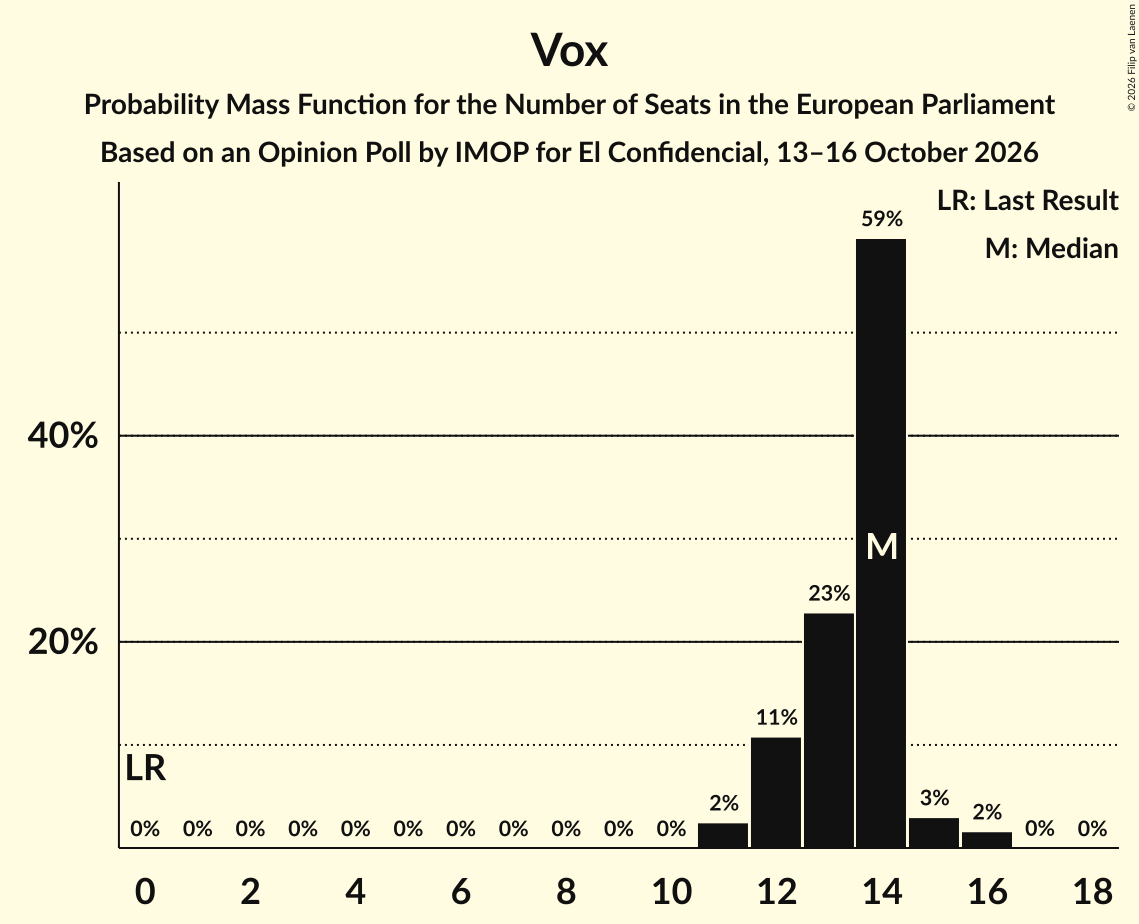 Vox
Probability Mass Function for the Number of Seats in the European Parliament
Based on an Opinion Poll by IMOP for El Confidencial, 13–16 October 2026
© 2026 Filip van Laenen
LR: Last Result
M: Median
59%
40%
M
23%
20%
11%
LR
2%
3%
2%
0% 0% 0% 0% 0% 0% 0% 0% 0% 0% 0% 0% 0%
0 2 4 6 8 10 12 14 16 18